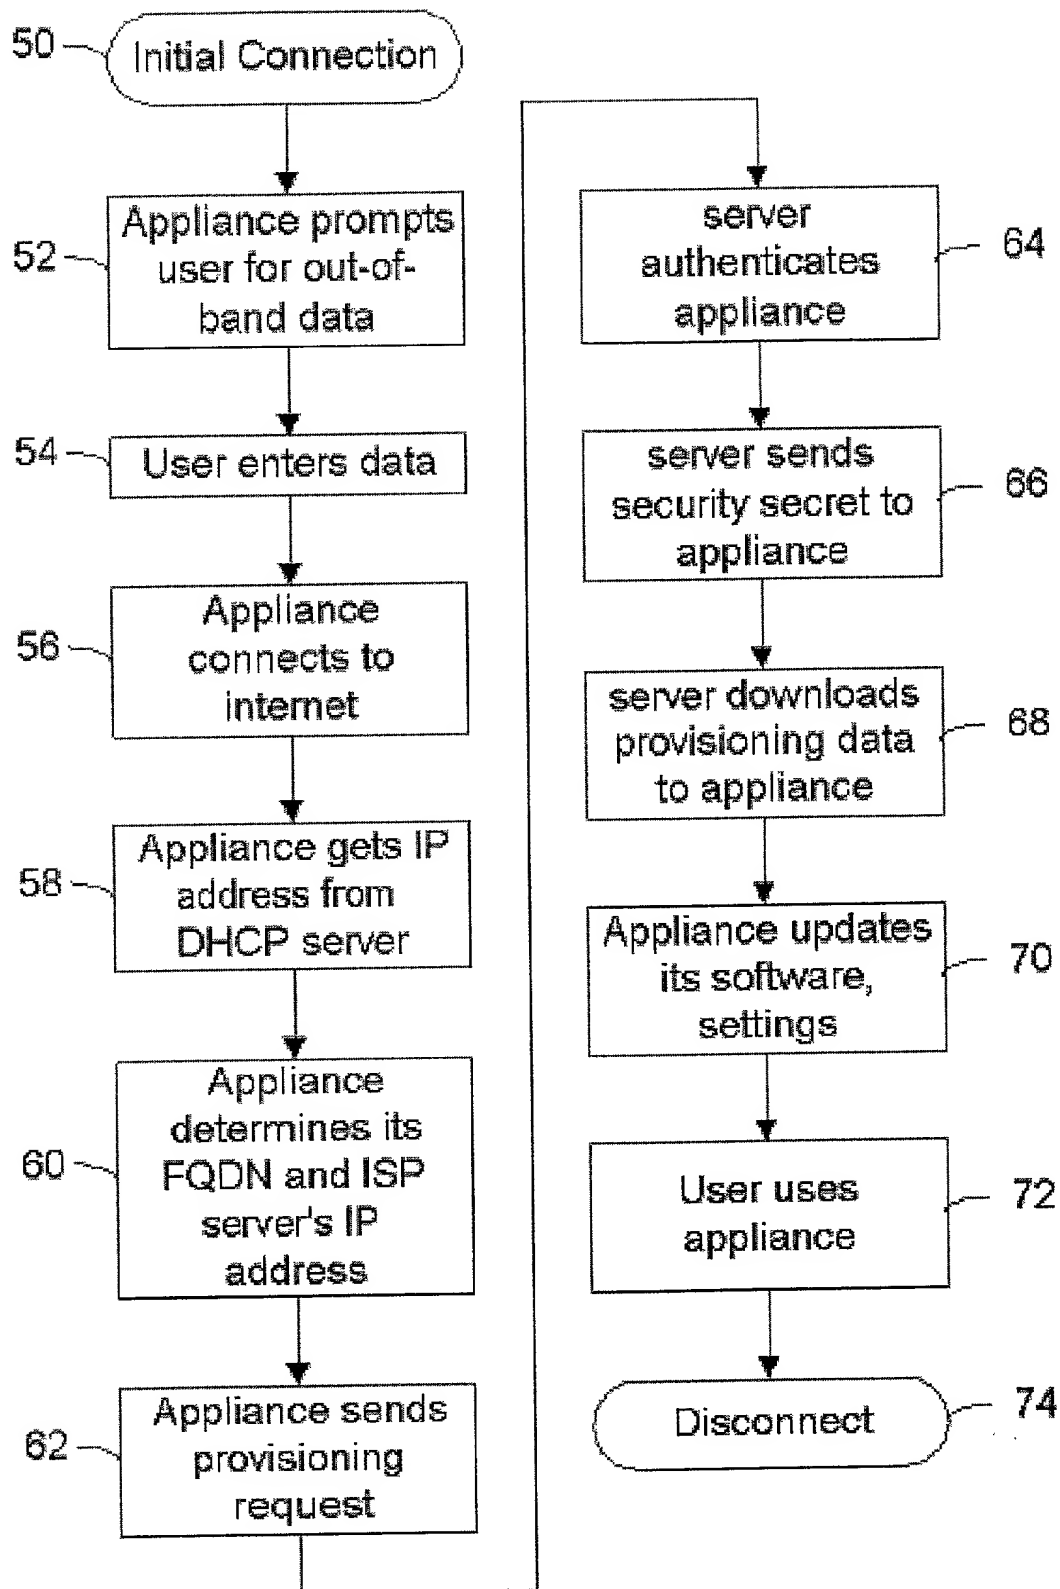 50
Initial Connection
52
Appliance prompts
user for out-of-
band data
54
User enters data
56
Appliance
connects to
internet
58
Appliance gets IP
address from
DHCP server
60
Appliance
determines its
FQDN and ISP
server's IP
address
62
Appliance sends
provisioning
request
server
authenticates
appliance
64
server sends
security secret to
appliance
66
server downloads
provisioning data
to appliance
68
Appliance updates
its software,
settings
70
User uses
appliance
72
Disconnect
74